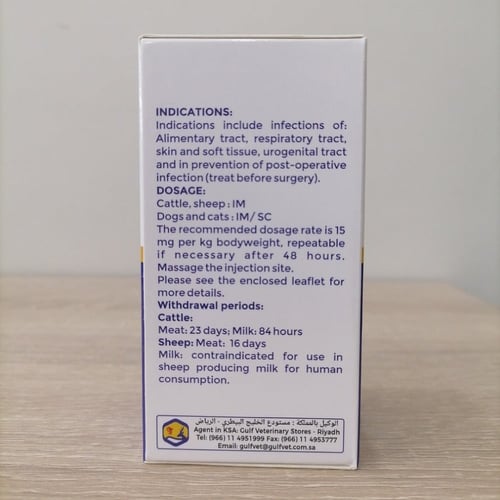 INDICATIONS:
Indications include infections of:
Alimentary tract, respiratory tract,
skin and soft tissue, urogenital tract
and in prevention of post-operative
infection (treat before surgery).
DOSAGE:
Cattle, sheep : IM
Dogs and cats : IM/ SC
The recommended dosage rate is 15
mg per kg bodyweight, repeatable
if necessary after 48 hours.
Massage the injection site.
Please see the enclosed leaflet for
more details.
Withdrawal periods:
Cattle:
Meat: 23 days; Milk: 84 hours
Sheep: Meat: 16 days
Milk: contraindicated for use in
sheep producing milk for human
consumption.
الوكيل بالمملكة : مستودع الخليج البيطري - الرياض
Agent in KSA: Gulf Veterinary Stores - Riyadh
Tel: (966) 11 4951999 Fax: (966) 11 4953777
Email: gulfvet@gulfvet.com.sa